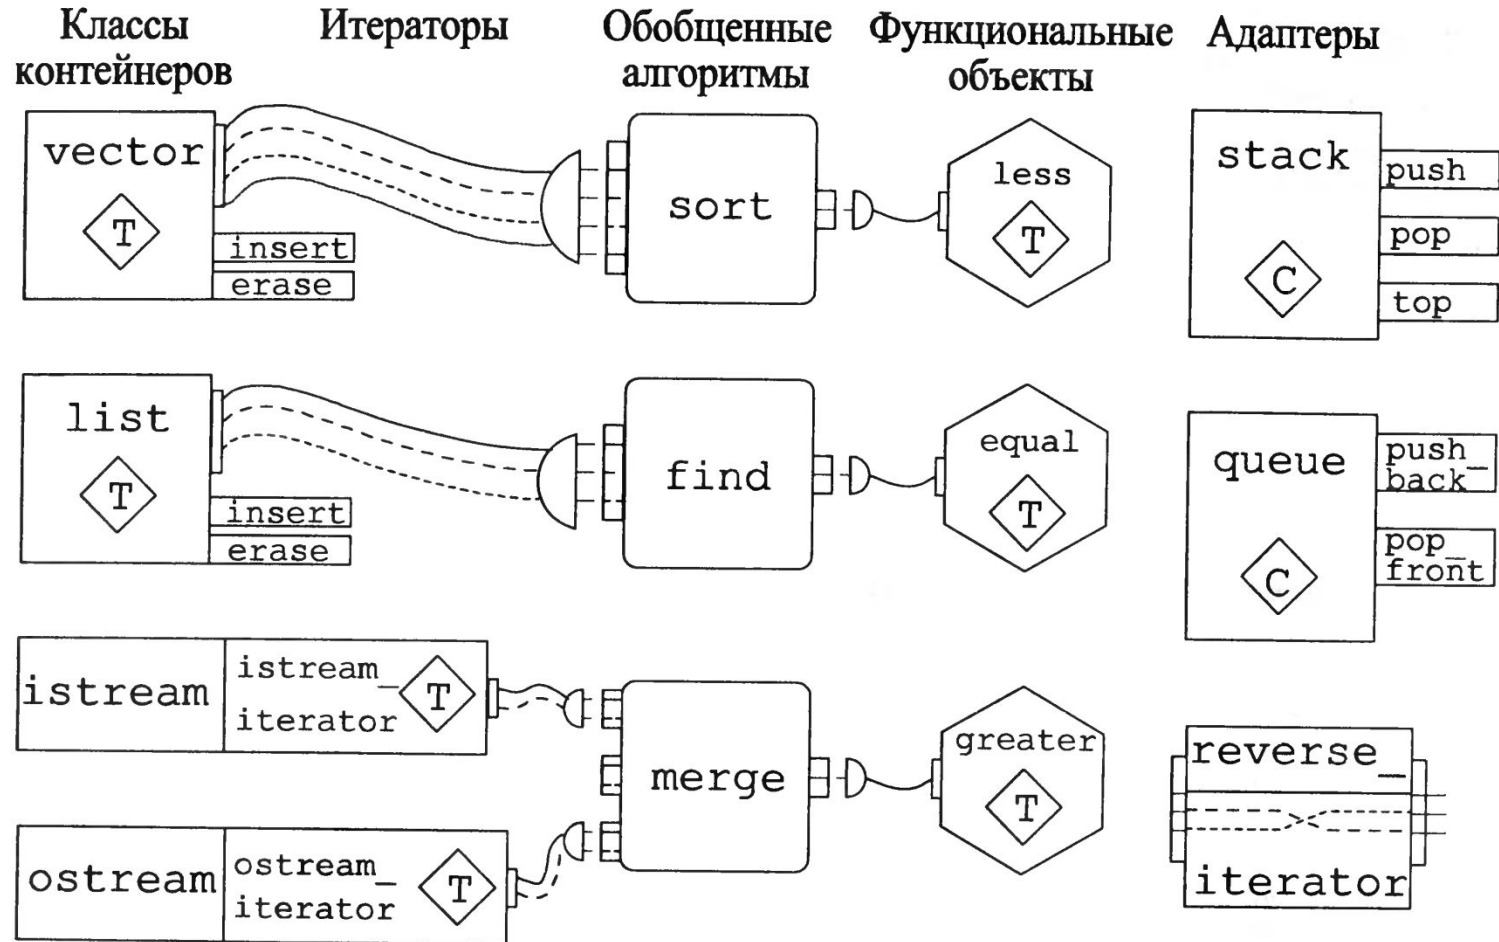 Классы
контейнеров
Итераторы
Обобщенные
алгоритмы
Функциональные
объекты
Адаптеры
vector
T
insert
erase
sort
less
T
stack
C
push
pop
top
list
T
insert
erase
find
equal
T
queue
C
push_
back
pop_
front
istream
istream_
iterator
T
merge
greater
T
reverse_
iterator
ostream
ostream_
iterator
T